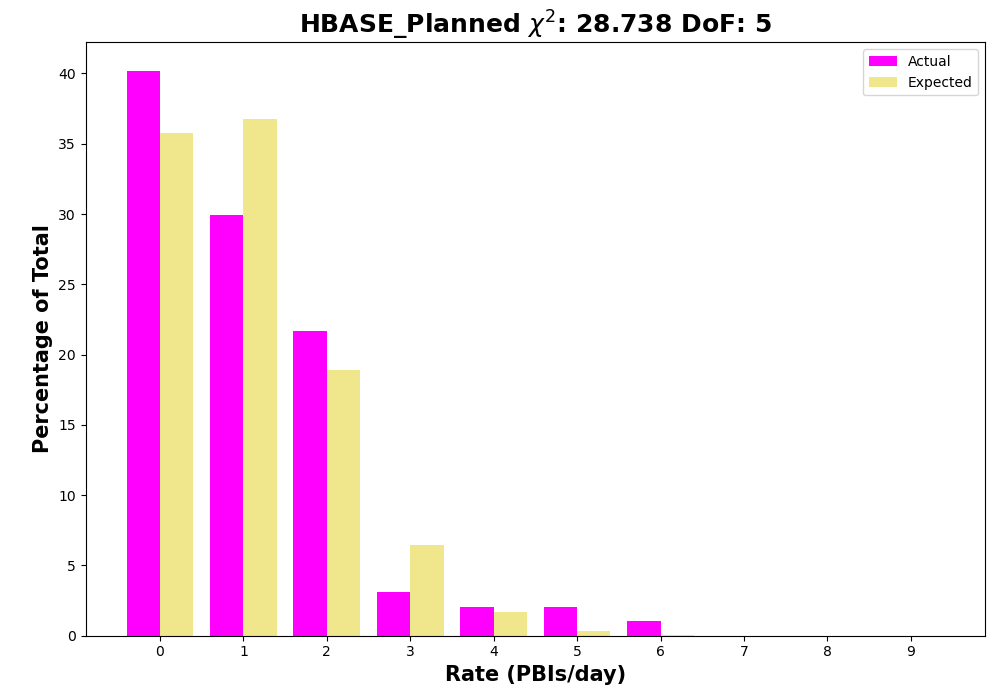 HBASE_Planned χ²: 28.738 DoF: 5
Actual
Expected
Percentage of Total
40
35
30
25
20
15
10
5
0
0 1 2 3 4 5 6 7 8 9
Rate (PBIs/day)